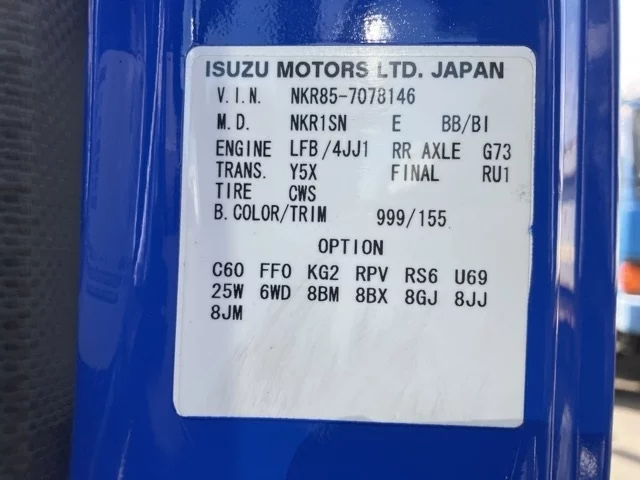 ISUZU MOTORS LTD. JAPAN
V.I.N. NKR85-7078146
M.D. NKR1SN E BB/BI
ENGINE LFB/4JJ1 RR AXLE G73
TRANS. Y5X FINAL RU1
TIRE CWS
B.COLOR/TRIM 999/155
OPTION
C60 FF0 KG2 RPV RS6 U69
25W 6WD 8BM 8BX 8GJ 8JJ
8JM